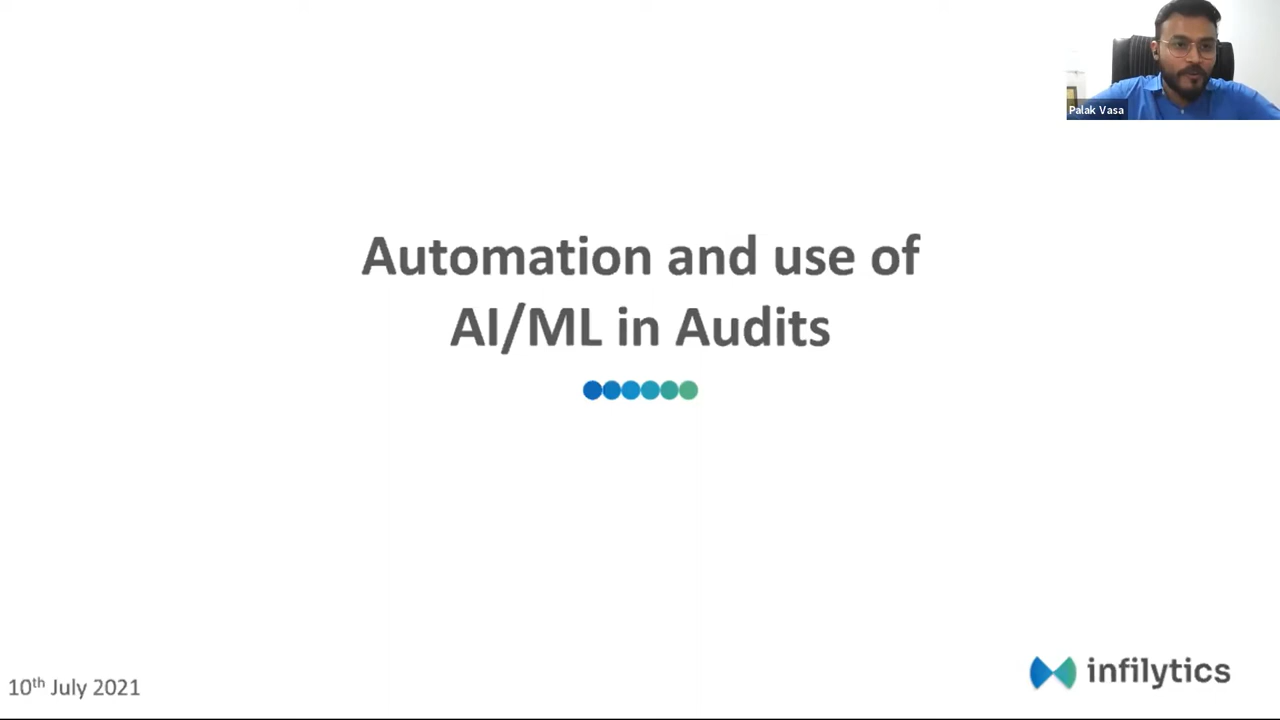 Palak Vasa
Automation and use of
AI/ML in Audits
10th July 2021
infilytics